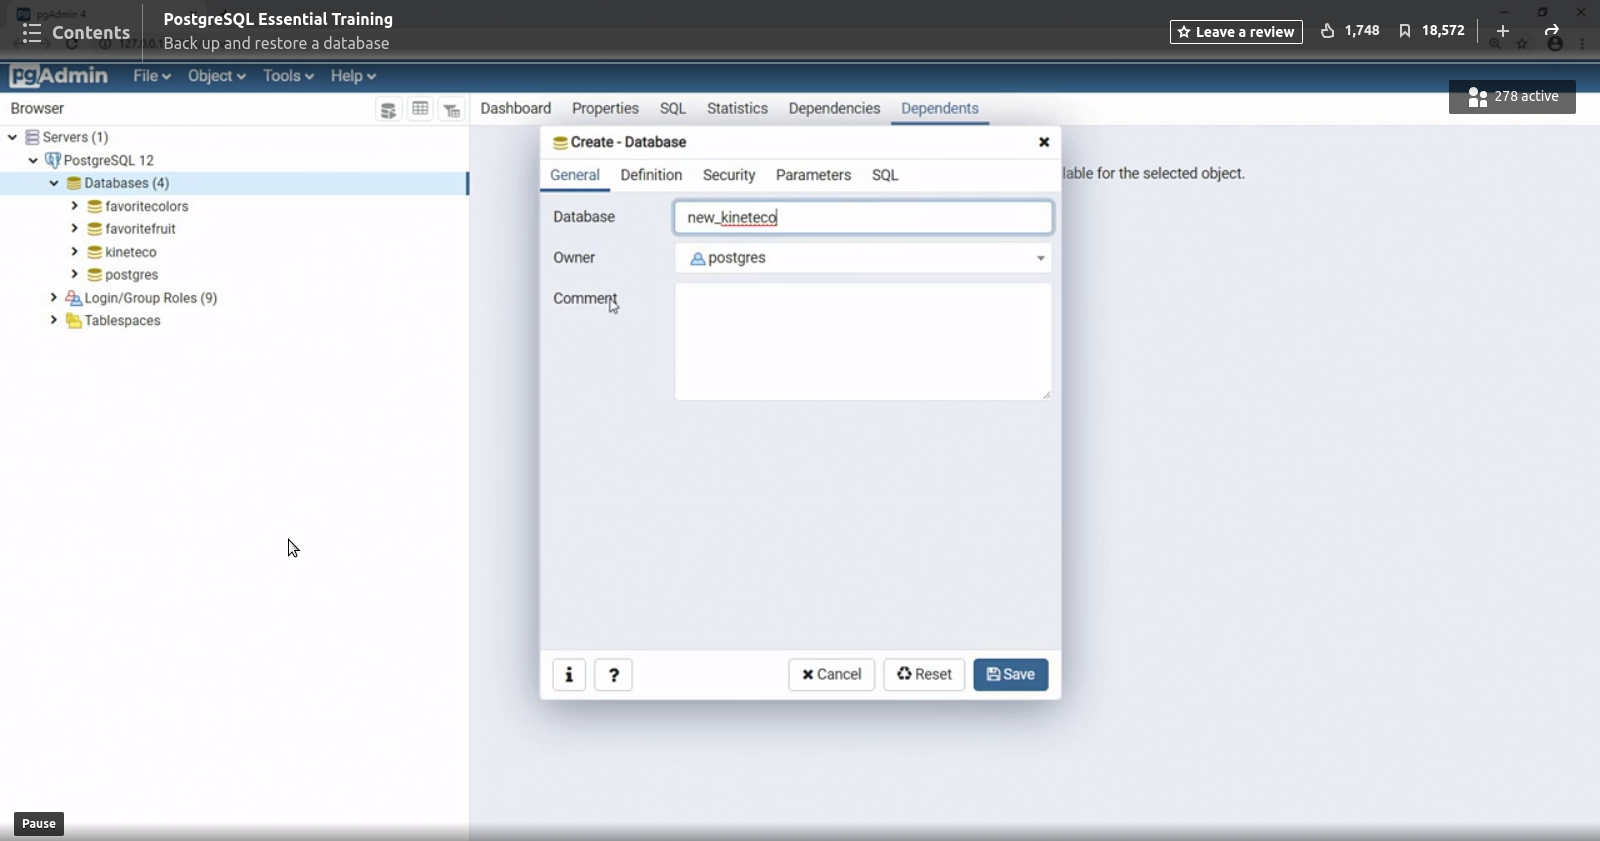 pgAdmin 4
Contents
PostgreSQL Essential Training
Back up and restore a database
Leave a review
1,748
18,572
278 active
pgAdmin File Object Tools Help
Browser
Dashboard Properties SQL Statistics Dependencies Dependents
Servers (1)
PostgreSQL 12
Databases (4)
favoritecolors
favoritefruit
kineteco
postgres
Login/Group Roles (9)
Tablespaces
Create - Database
lable for the selected object.
General Definition Security Parameters SQL
Database new_kineteco
Owner postgres
Comment
i ? Cancel Reset Save
Pause